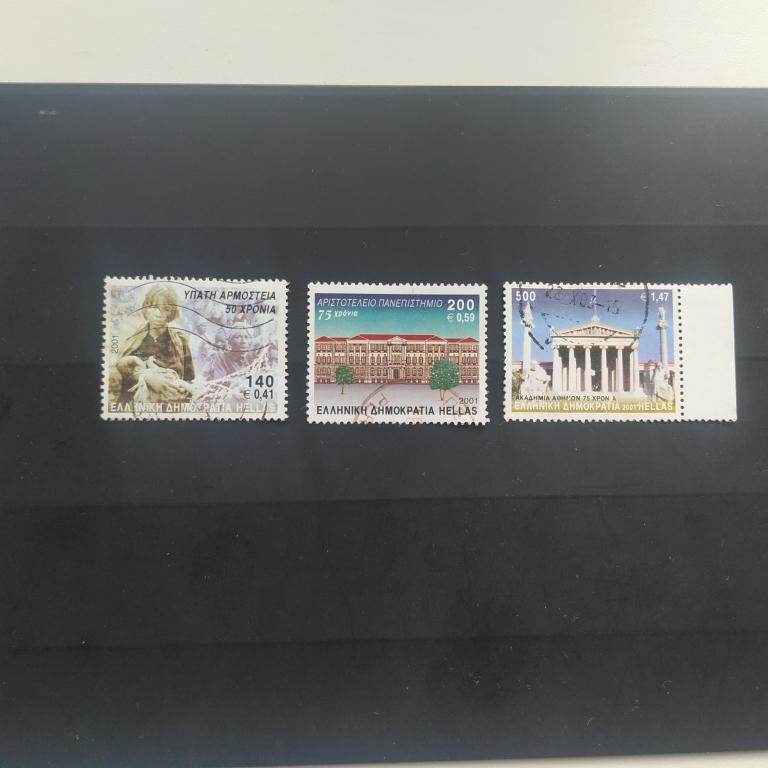 ΥΠΑΤΗ ΑΡΜΟΣΤΕΙΑ
50 ΧΡΟΝΙΑ
2001
140
€ 0,41
ΕΛΛΗΝΙΚΗ ΔΗΜΟΚΡΑΤΙΑ HELLAS
ΑΡΙΣΤΟΤΕΛΕΙΟ ΠΑΝΕΠΙΣΤΗΜΙΟ 200
75 χρόνια € 0,59
2001
ΕΛΛΗΝΙΚΗ ΔΗΜΟΚΡΑΤΙΑ HELLAS
500 € 1,47
ΑΚΑΔΗΜΙΑ ΑΘΗΝΩΝ 75 ΧΡΟΝΙΑ
ΕΛΛΗΝΙΚΗ ΔΗΜΟΚΡΑΤΙΑ 2001 HELLAS